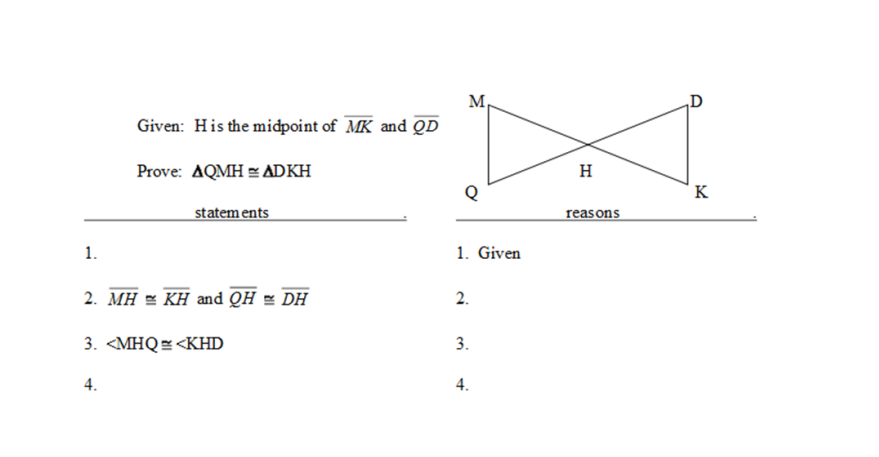 M D
Given: H is the midpoint of MK and QD
Prove: ΔQMH ≅ ΔDKH H
Q K
statements . reasons .
1. 1. Given
2. MH ≅ KH and QH ≅ DH 2.
3. <MHQ ≅ <KHD 3.
4. 4.